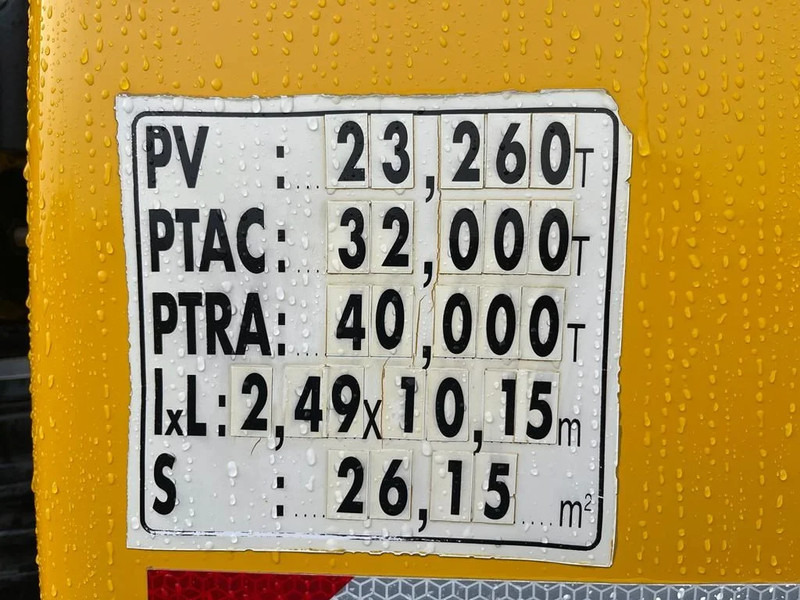 PV :....23,260T
PTAC:....32,000T
PTRA:....40,000T
lxL:2,49x10,15m
S :....26,15....m²